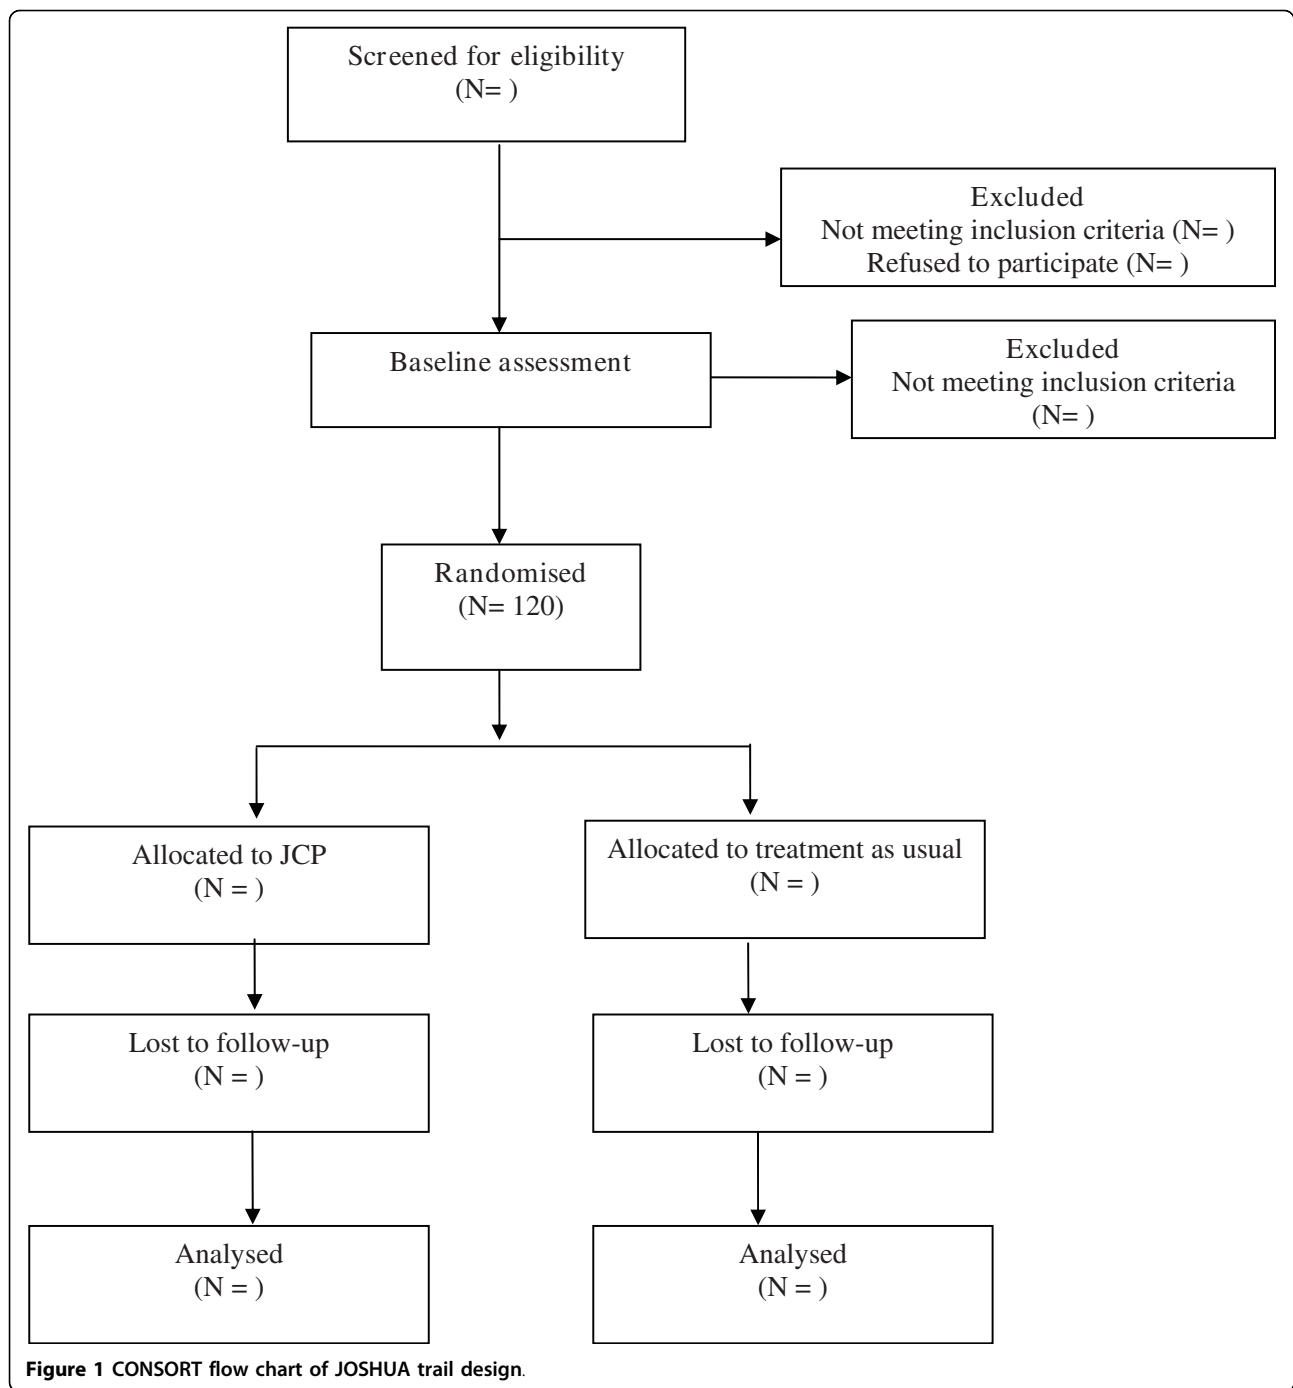 Screened for eligibility
(N= )
Excluded
Not meeting inclusion criteria (N= )
Refused to participate (N= )
Baseline assessment
Excluded
Not meeting inclusion criteria
(N= )
Randomised
(N= 120)
Allocated to JCP
(N = )
Allocated to treatment as usual
(N = )
Lost to follow-up
(N = )
Lost to follow-up
(N = )
Analysed
(N = )
Analysed
(N = )
Figure 1 CONSORT flow chart of JOSHUA trail design.